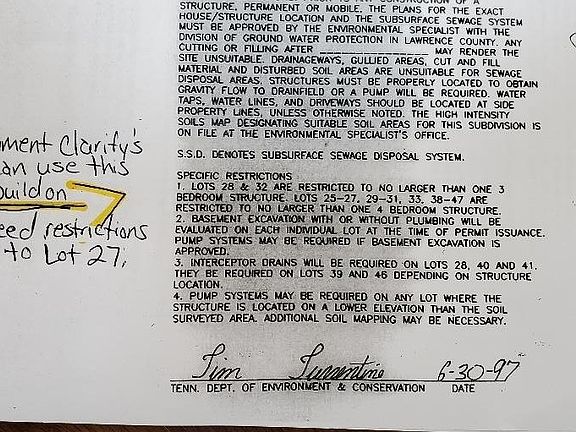 STRUCTURE, PERMANENT OR MOBILE. THE PLANS FOR THE EXACT
HOUSE/STRUCTURE LOCATION AND THE SUBSURFACE SEWAGE SYSTEM
MUST BE APPROVED BY THE ENVIRONMENTAL SPECIALIST WITH THE
DIVISION OF GROUND WATER PROTECTION IN LAWRENCE COUNTY. ANY
CUTTING OR FILLING AFTER ____________ MAY RENDER THE
SITE UNSUITABLE. DRAINAGEWAYS, GULLIED AREAS, CUT AND FILL
MATERIAL AND DISTURBED SOIL AREAS ARE UNSUITABLE FOR SEWAGE
DISPOSAL AREAS. STRUCTURES MUST BE PROPERLY LOCATED TO OBTAIN
GRAVITY FLOW TO DRAINFIELD OR A PUMP WILL BE REQUIRED. WATER
TAPS, WATER LINES, AND DRIVEWAYS SHOULD BE LOCATED AT SIDE
PROPERTY LINES, UNLESS OTHERWISE NOTED. THE HIGH INTENSITY
SOILS MAP DESIGNATING SUITABLE SOIL AREAS FOR THIS SUBDIVISION IS
ON FILE AT THE ENVIRONMENTAL SPECIALIST'S OFFICE.
S.S.D. DENOTES SUBSURFACE SEWAGE DISPOSAL SYSTEM.
SPECIFIC RESTRICTIONS
1. LOTS 28 & 32 ARE RESTRICTED TO NO LARGER THAN ONE 3
BEDROOM STRUCTURE. LOTS 25-27, 29-31, 33, 38-47 ARE
RESTRICTED TO NO LARGER THAN ONE 4 BEDROOM STRUCTURE.
2. BASEMENT EXCAVATION WITH OR WITHOUT PLUMBING WILL BE
EVALUATED ON EACH INDIVIDUAL LOT AT THE TIME OF PERMIT ISSUANCE.
PUMP SYSTEMS MAY BE REQUIRED IF BASEMENT EXCAVATION IS
APPROVED.
3. INTERCEPTOR DRAINS WILL BE REQUIRED ON LOTS 28, 40 AND 41.
THEY BE REQUIRED ON LOTS 39 AND 46 DEPENDING ON STRUCTURE
LOCATION.
4. PUMP SYSTEMS MAY BE REQUIRED ON ANY LOT WHERE THE
STRUCTURE IS LOCATED ON A LOWER ELEVATION THAN THE SOIL
SURVEYED AREA. ADDITIONAL SOIL MAPPING MAY BE NECESSARY.
6-30-97
TENN. DEPT. OF ENVIRONMENT & CONSERVATION DATE
ment Clarify's
an use this
build on
eed restrictions
to Lot 27.